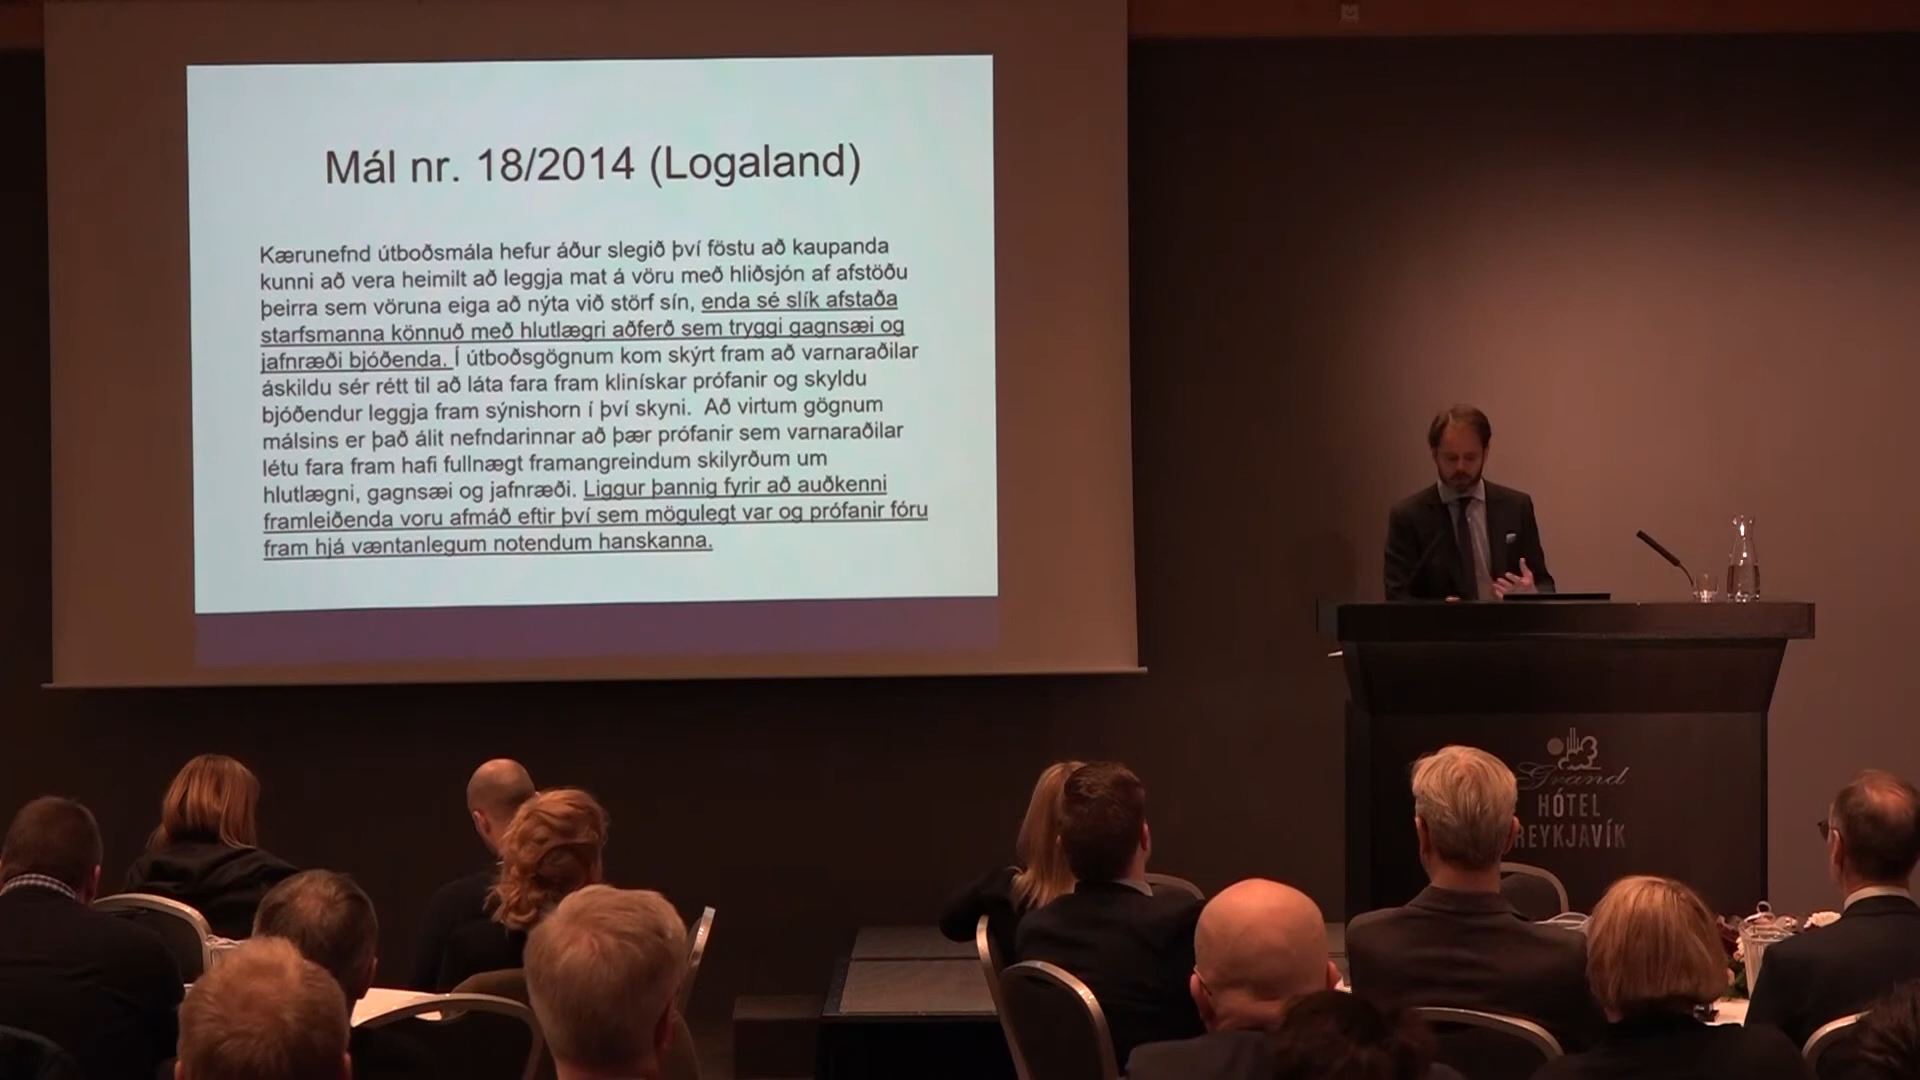 Mál nr. 18/2014 (Logaland)
Kærunefnd útboðsmála hefur áður slegið því föstu að kaupanda
kunni að vera heimilt að leggja mat á vöru með hliðsjón af afstöðu
þeirra sem vöruna eiga að nýta við störf sín, enda sé slík afstaða
starfsmanna könnuð með hlutlægri aðferð sem tryggi gagnsæi og
jafnræði bjóðenda. Í útboðsgögnum kom skýrt fram að varnaraðilar
áskildu sér rétt til að láta fara fram klinískar prófanir og skyldu
bjóðendur leggja fram sýnishorn í því skyni. Að virtum gögnum
málsins er það álit nefndarinnar að þær prófanir sem varnaraðilar
létu fara fram hafi fullnægt framangreindum skilyrðum um
hlutlægni, gagnsæi og jafnræði. Liggur þannig fyrir að auðkenni
framleiðenda voru afmáð eftir því sem mögulegt var og prófanir fóru
fram hjá væntanlegum notendum hanskanna.
Grand
HÓTEL
REYKJAVÍK